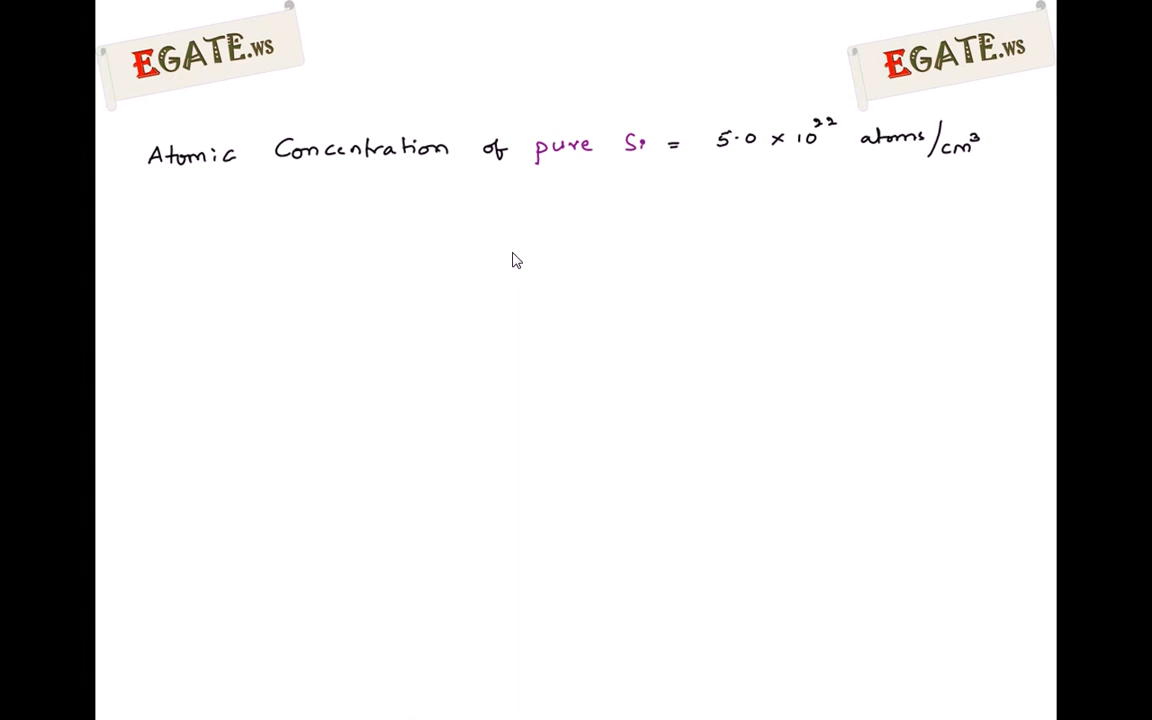 EGATE.ws EGATE.ws
Atomic Concentration of pure Si = 5.0 × 10²² atoms/cm³